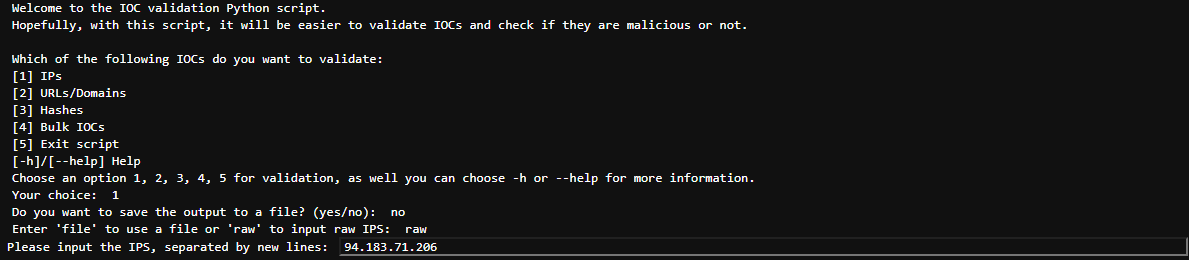 Welcome to the IOC validation Python script.
Hopefully, with this script, it will be easier to validate IOCs and check if they are malicious or not.
Which of the following IOCs do you want to validate:
[1] IPs
[2] URLs/Domains
[3] Hashes
[4] Bulk IOCs
[5] Exit script
[-h]/[--help] Help
Choose an option 1, 2, 3, 4, 5 for validation, as well you can choose -h or --help for more information.
Your choice: 1
Do you want to save the output to a file? (yes/no): no
Enter 'file' to use a file or 'raw' to input raw IPS: raw
Please input the IPS, separated by new lines: 94.183.71.206